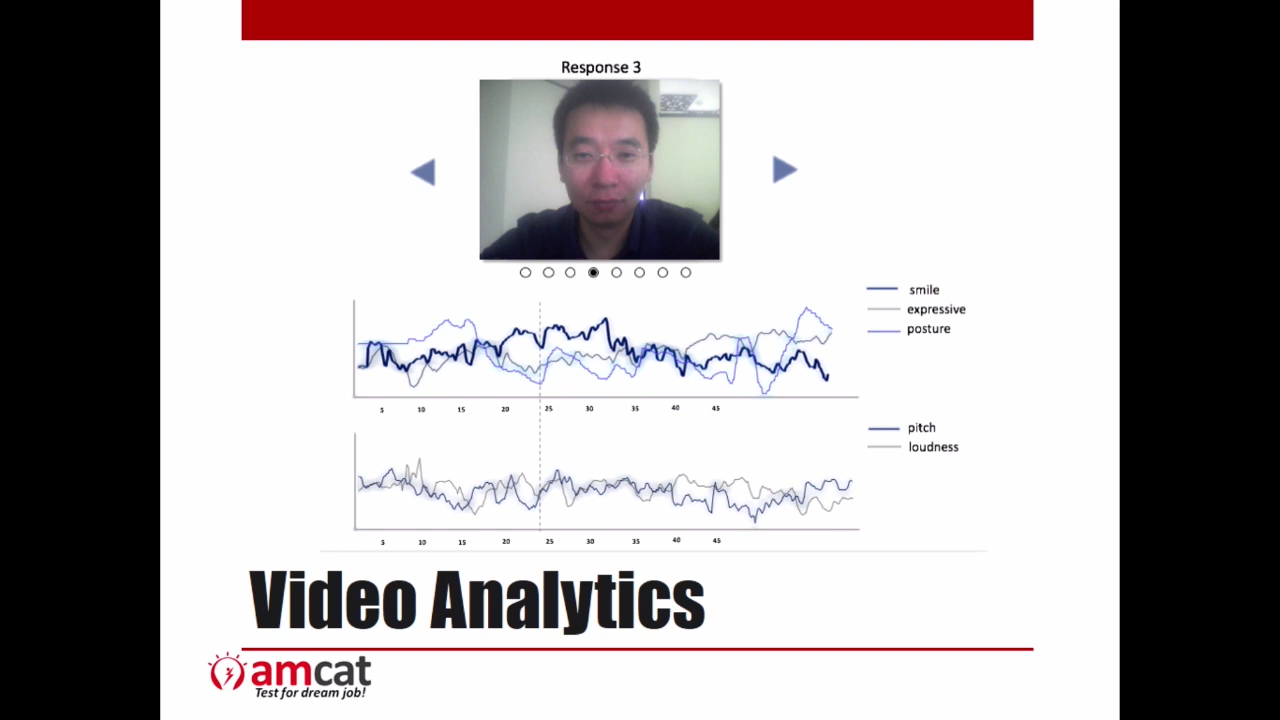 Response 3
smile
expressive
posture
5 10 15 20 25 30 35 40 45
pitch
loudness
5 10 15 20 25 30 35 40 45
Video Analytics
amcat
Test for dream job!